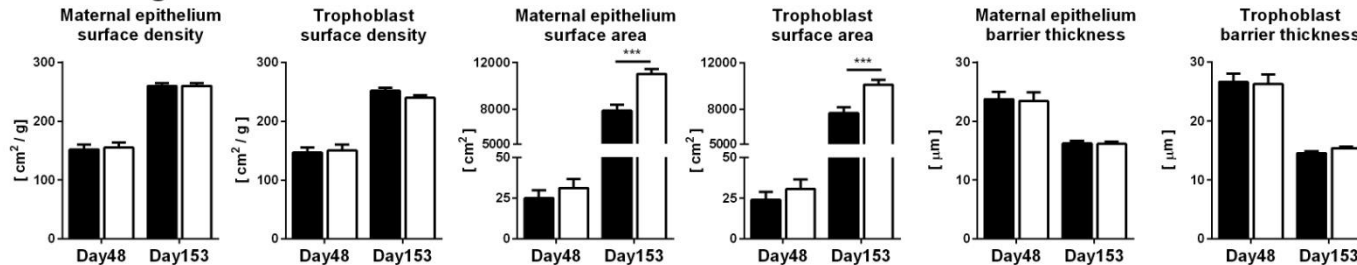 Maternal epithelium
surface density
[ cm² / g ]
300
200
100
0
Day48 Day153
Trophoblast
surface density
[ cm² / g ]
300
200
100
0
Day48 Day153
Maternal epithelium
surface area
[ cm² ]
12000
8000
5000
50
25
0
***
Day48 Day153
Trophoblast
surface area
[ cm² ]
12000
8000
5000
50
25
0
***
Day48 Day153
Maternal epithelium
barrier thickness
[ μm ]
30
20
10
0
Day48 Day153
Trophoblast
barrier thickness
[ μm ]
30
20
10
0
Day48 Day153